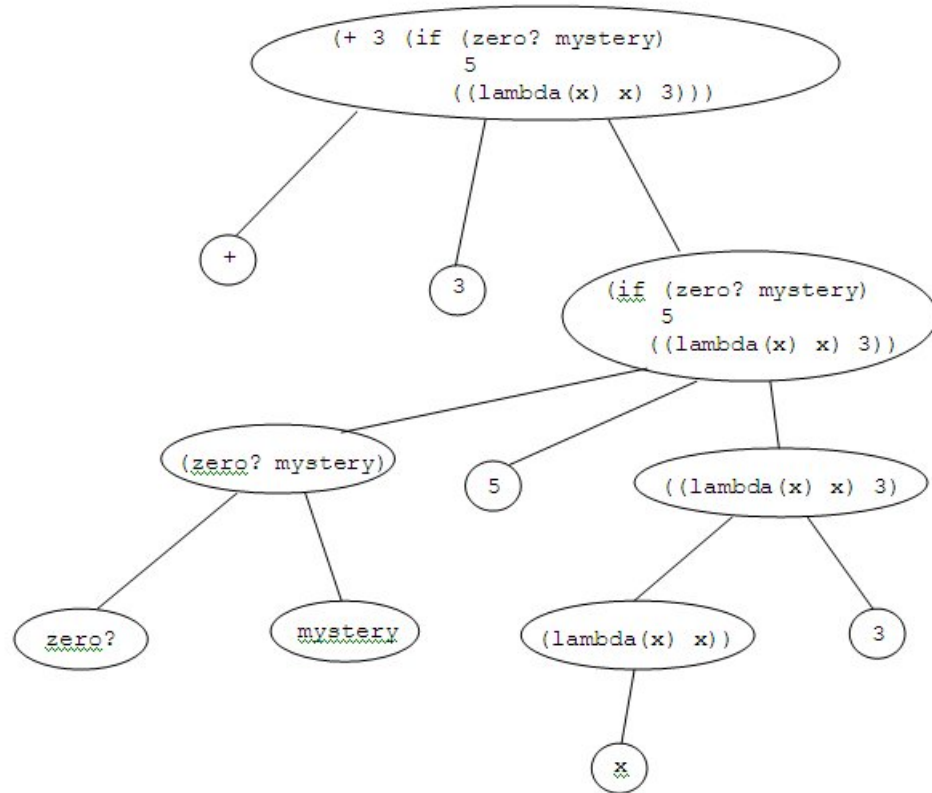 (+ 3 (if (zero? mystery)
5
((lambda(x) x) 3)))
+
3
(if (zero? mystery)
5
((lambda(x) x) 3))
(zero? mystery)
5
((lambda(x) x) 3)
zero?
mystery
(lambda(x) x))
3
x